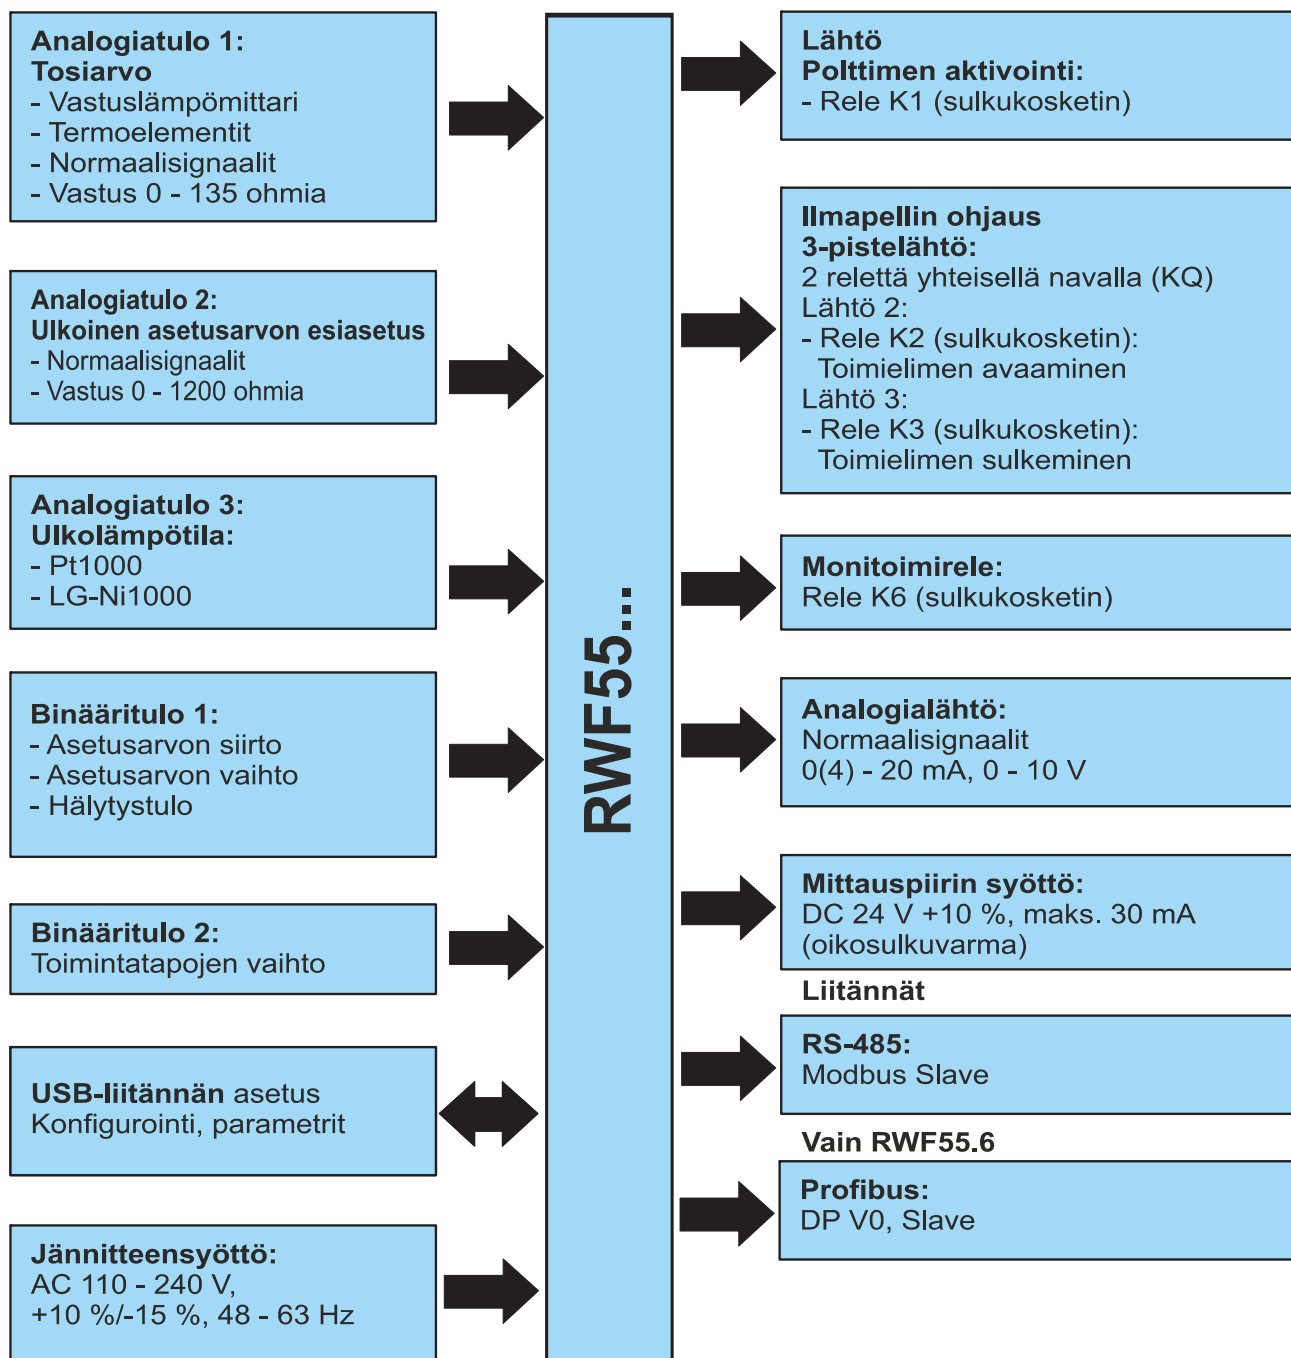 Analogiatulo 1:
Tosiarvo
- Vastuslämpömittari
- Termoelementit
- Normaalisignaalit
- Vastus 0 - 135 ohmia
Analogiatulo 2:
Ulkoinen asetusarvon esiasetus
- Normaalisignaalit
- Vastus 0 - 1200 ohmia
Analogiatulo 3:
Ulkolämpötila:
- Pt1000
- LG-Ni1000
Binääritulo 1:
- Asetusarvon siirto
- Asetusarvon vaihto
- Hälytystulo
Binääritulo 2:
Toimintatapojen vaihto
USB-liitännän asetus
Konfigurointi, parametrit
Jännitteensyöttö:
AC 110 - 240 V,
+10 %/-15 %, 48 - 63 Hz
RWF55...
Lähtö
Polttimen aktivointi:
- Rele K1 (sulkukosketin)
Ilmapellin ohjaus
3-pistelähtö:
2 relettä yhteisellä navalla (KQ)
Lähtö 2:
- Rele K2 (sulkukosketin):
Toimielimen avaaminen
Lähtö 3:
- Rele K3 (sulkukosketin):
Toimielimen sulkeminen
Monitoimirele:
Rele K6 (sulkukosketin)
Analogialähtö:
Normaalisignaalit
0(4) - 20 mA, 0 - 10 V
Mittauspiirin syöttö:
DC 24 V +10 %, maks. 30 mA
(oikosulkuvarma)
Liitännät
RS-485:
Modbus Slave
Vain RWF55.6
Profibus:
DP V0, Slave